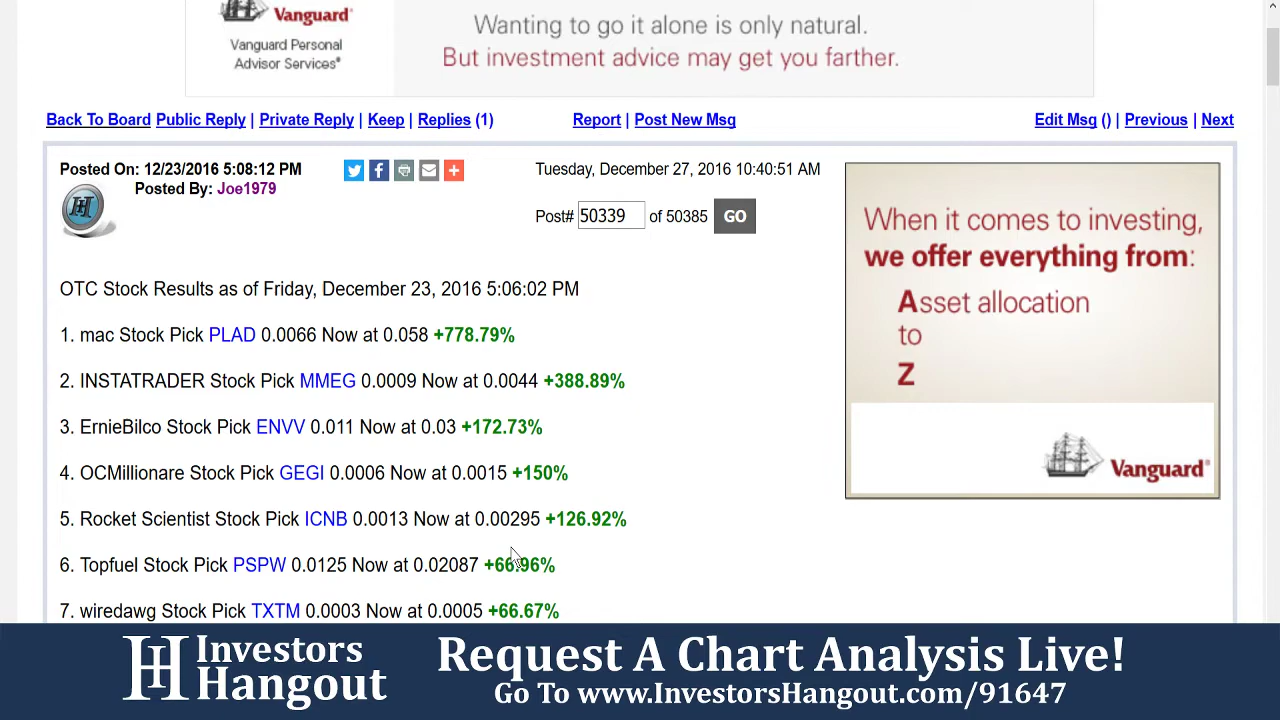 Vanguard®
Vanguard Personal
Advisor Services®
Wanting to go it alone is only natural.
But investment advice may get you farther.
Back To Board Public Reply | Private Reply | Keep | Replies (1)
Report | Post New Msg
Edit Msg () | Previous | Next
Posted On: 12/23/2016 5:08:12 PM
Posted By: Joe1979
Tuesday, December 27, 2016 10:40:51 AM
Post# 50339 of 50385 GO
OTC Stock Results as of Friday, December 23, 2016 5:06:02 PM
1. mac Stock Pick PLAD 0.0066 Now at 0.058 +778.79%
2. INSTATRADER Stock Pick MMEG 0.0009 Now at 0.0044 +388.89%
3. ErnieBilco Stock Pick ENVV 0.011 Now at 0.03 +172.73%
4. OCMillionare Stock Pick GEGI 0.0006 Now at 0.0015 +150%
5. Rocket Scientist Stock Pick ICNB 0.0013 Now at 0.00295 +126.92%
6. Topfuel Stock Pick PSPW 0.0125 Now at 0.02087 +66.96%
7. wiredawg Stock Pick TXTM 0.0003 Now at 0.0005 +66.67%
When it comes to investing,
we offer everything from:
Asset allocation
to
Z
Vanguard®
IH
Investors
Hangout
Request A Chart Analysis Live!
Go To www.InvestorsHangout.com/91647